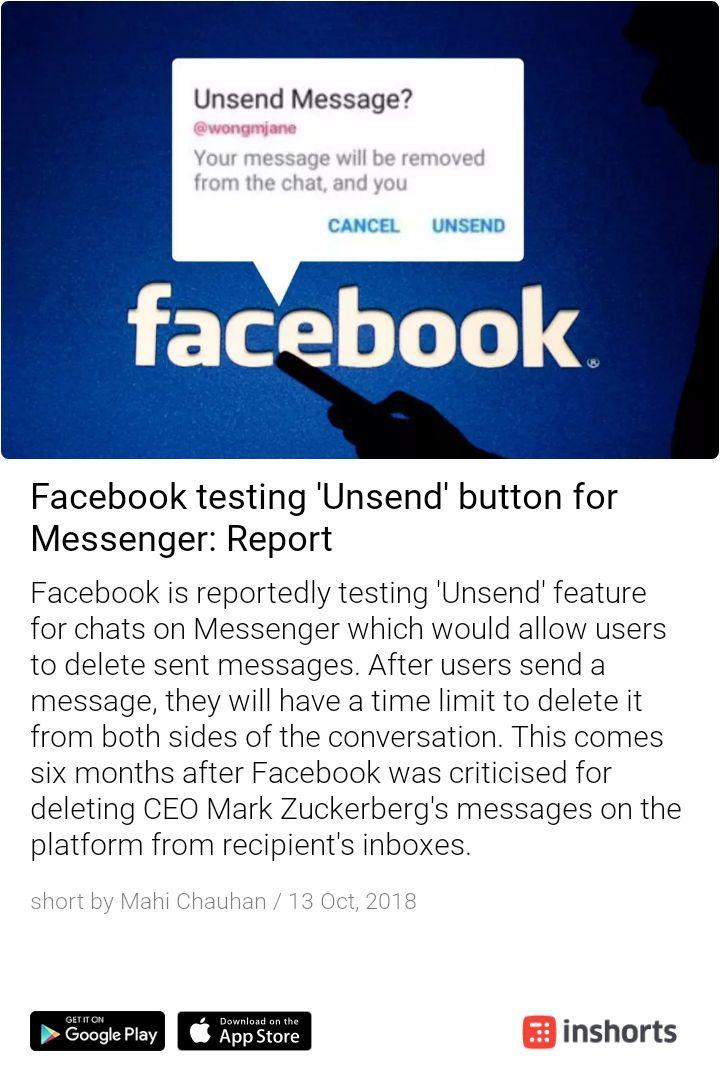 Unsend Message?
@wongmjane
Your message will be removed
from the chat, and you
CANCEL UNSEND
facebook®
Facebook testing 'Unsend' button for
Messenger: Report
Facebook is reportedly testing 'Unsend' feature
for chats on Messenger which would allow users
to delete sent messages. After users send a
message, they will have a time limit to delete it
from both sides of the conversation. This comes
six months after Facebook was criticised for
deleting CEO Mark Zuckerberg's messages on the
platform from recipient's inboxes.
short by Mahi Chauhan / 13 Oct, 2018
GET IT ON
Google Play
Download on the
App Store
inshorts